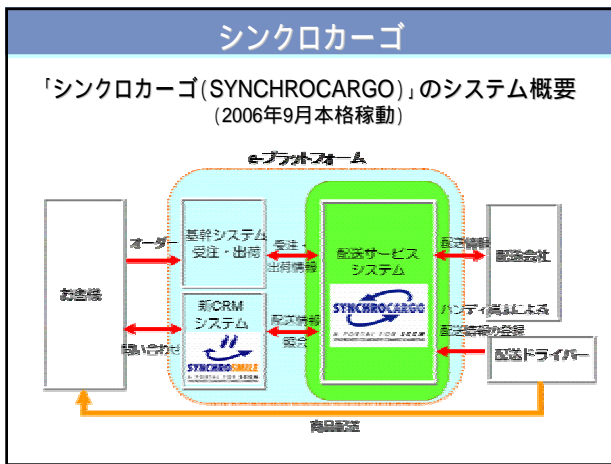 シンクロカーゴ
「シンクロカーゴ(SYNCHROCARGO)」のシステム概要
(2006年9月本格稼動)
e-プラットフォーム
お客様
オーダー
問い合わせ
基幹システム
受注・出荷
新CRM
システム
SYNCHROSMILE
A PORTAL FOR
受注・
出荷情報
配送情報
照会
配送サービス
システム
SYNCHROCARGO
A PORTAL FOR
配送情報
配送会社
ハンディ
による
配送情報の登録
配送ドライバー
商品配送